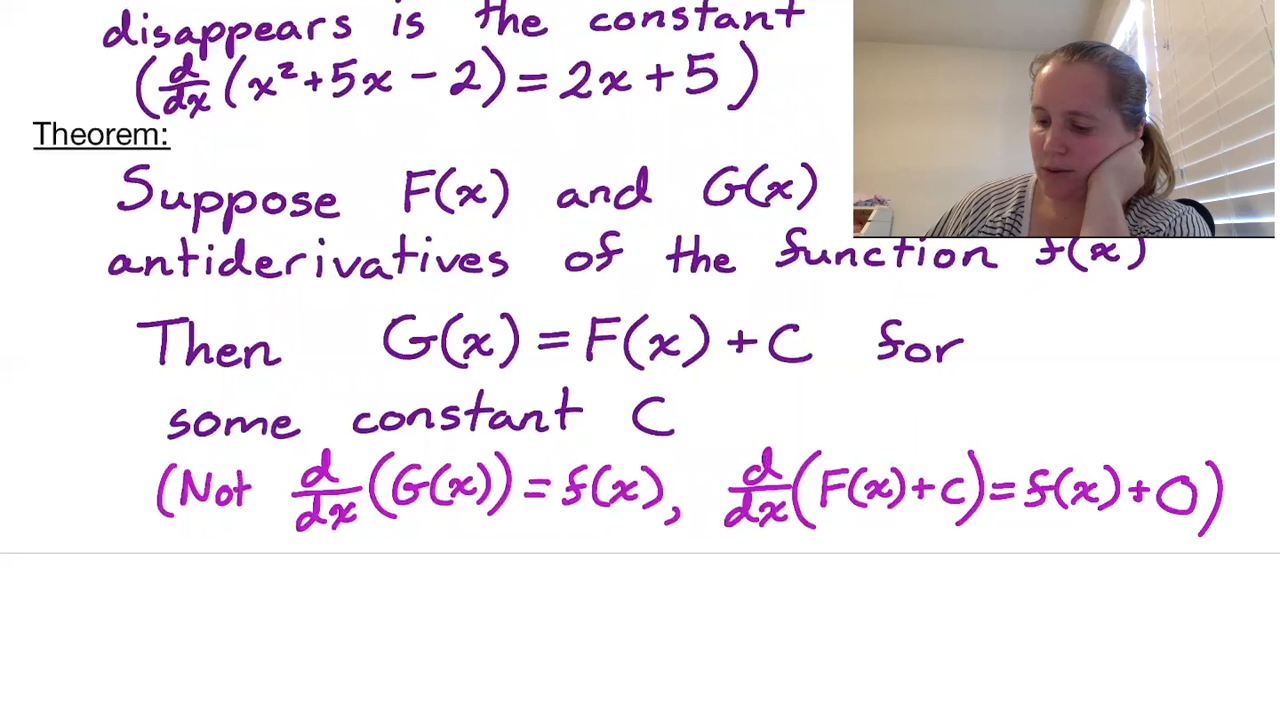 disappears is the constant
(d/dx (x²+5x-2) = 2x+5)
Theorem:
Suppose F(x) and G(x)
antiderivatives of the function f(x)
Then G(x) = F(x) + C for
some constant C
(Not d/dx (G(x)) = f(x), d/dx (F(x)+C) = f(x)+0)